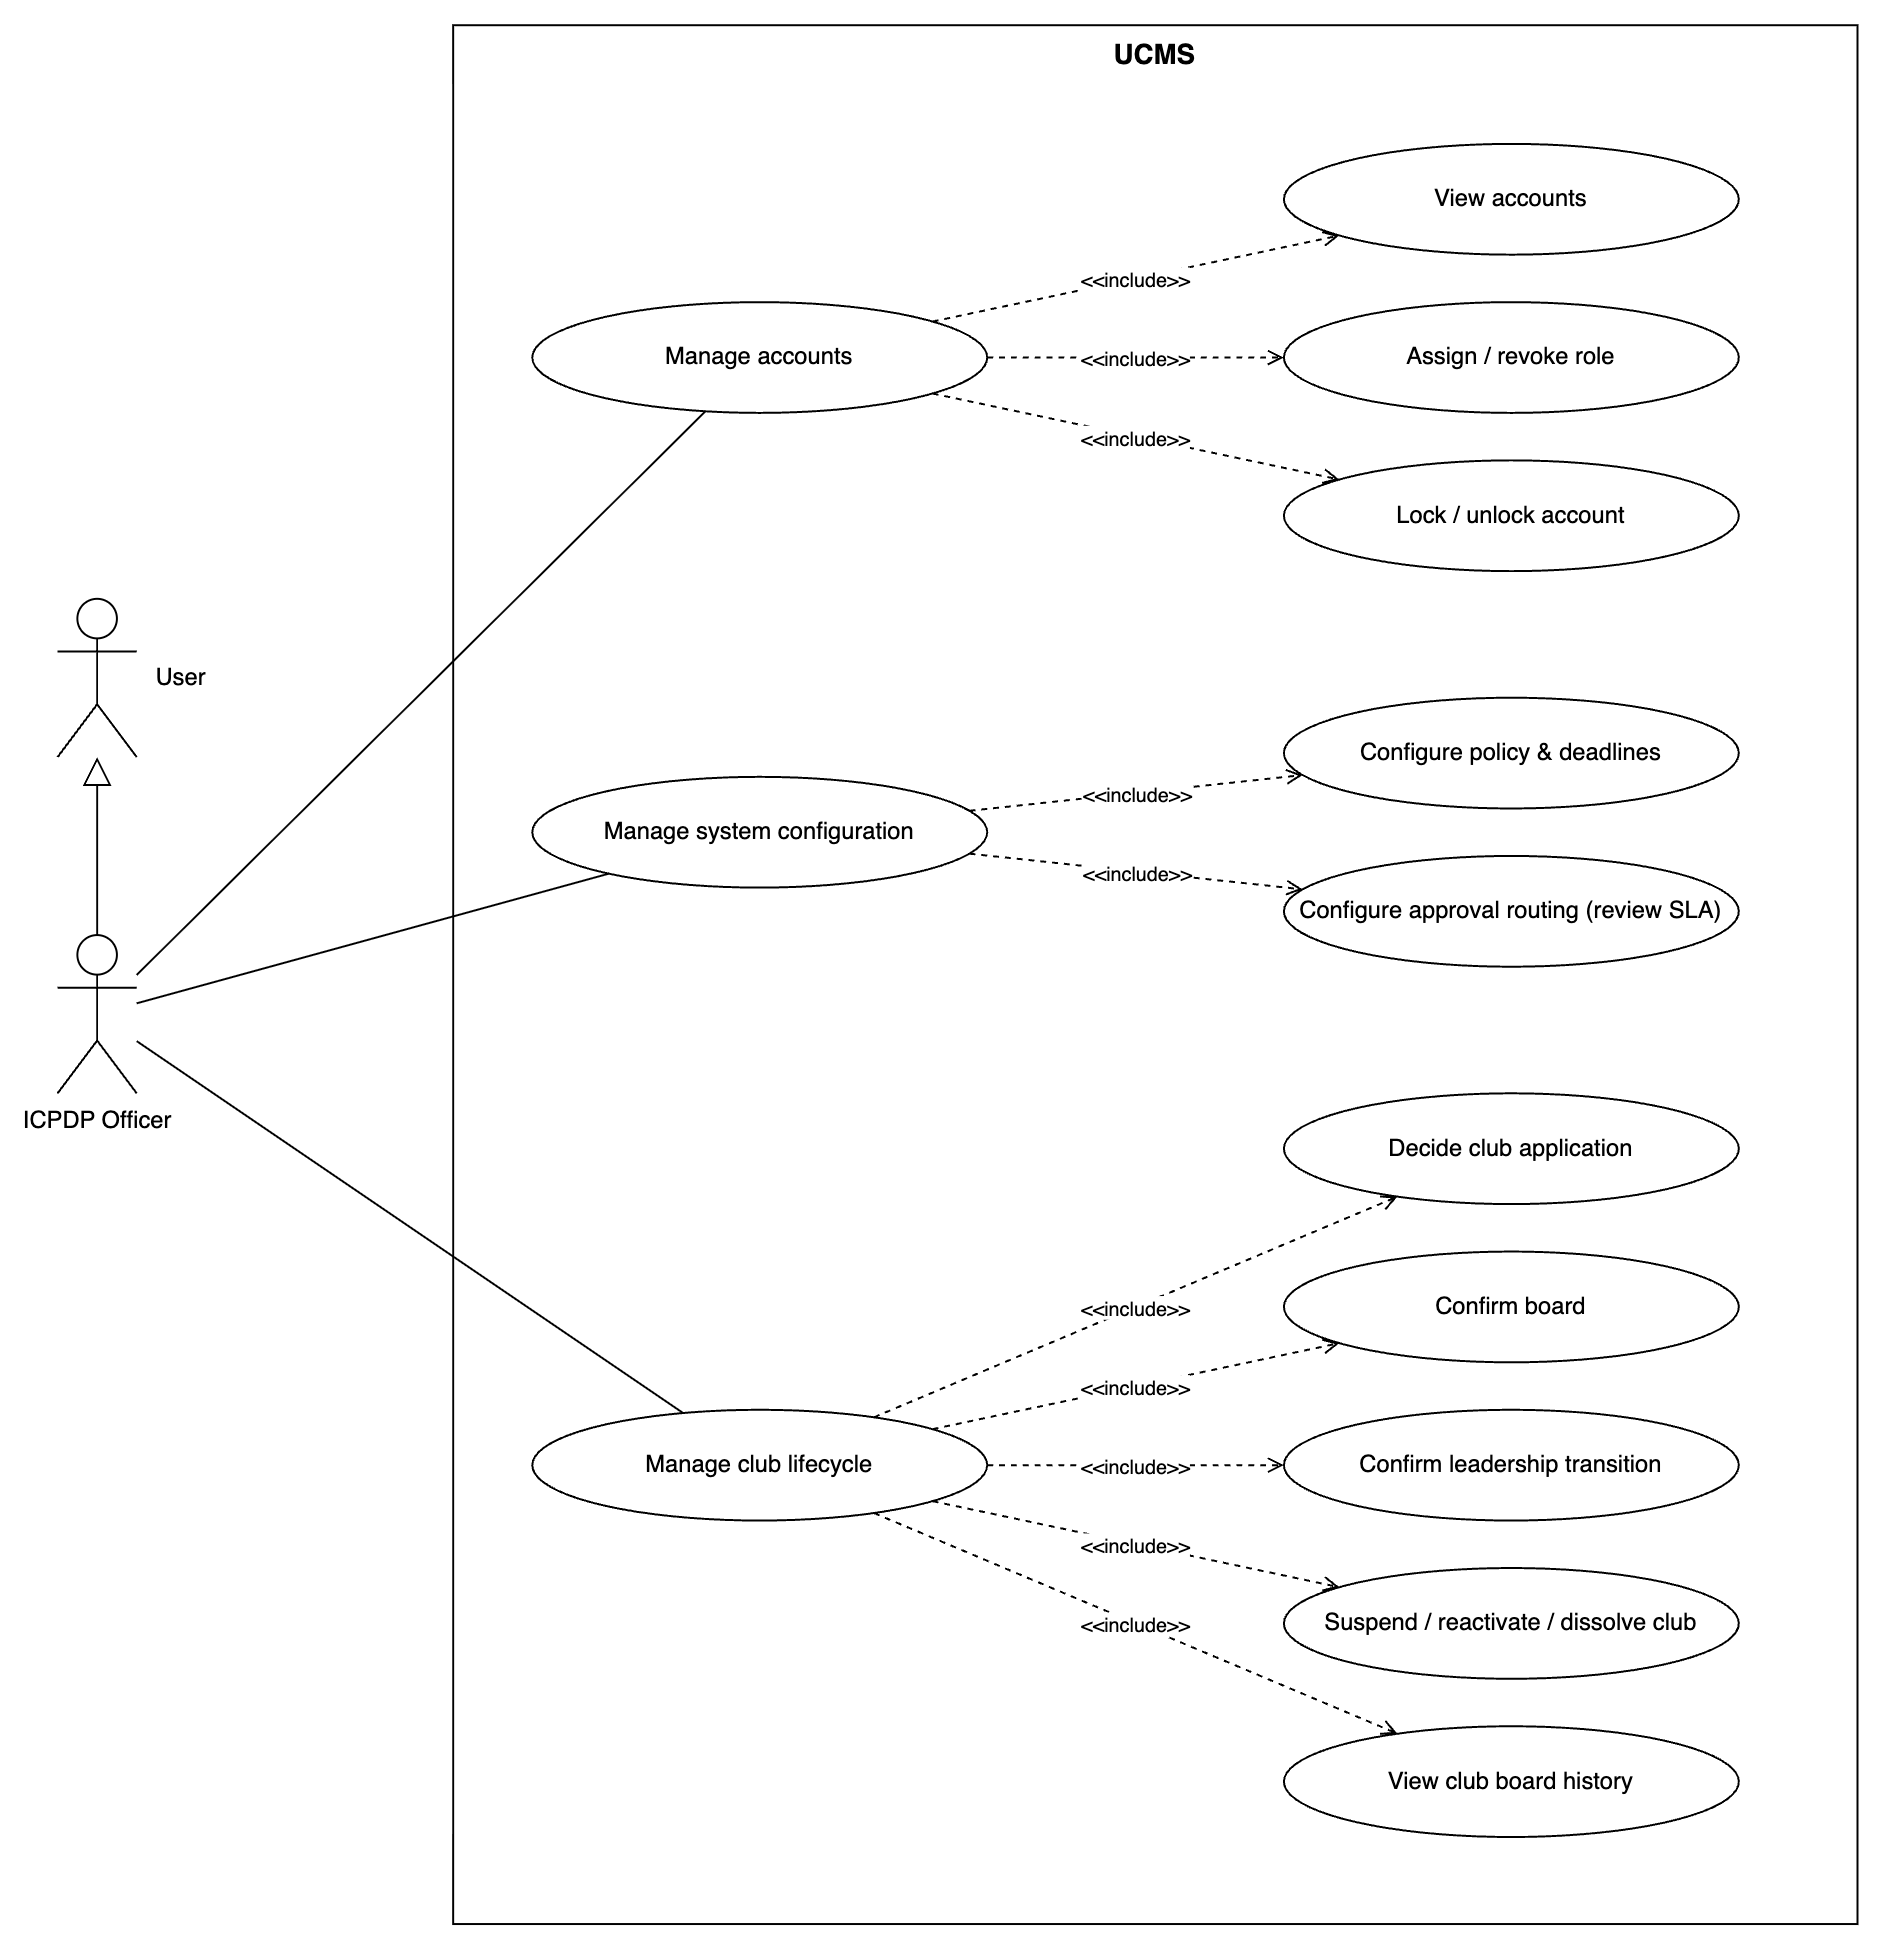 UCMS
View accounts
<<include>>
Manage accounts
<<include>>
Assign / revoke role
<<include>>
Lock / unlock account
User
Configure policy & deadlines
<<include>>
Manage system configuration
<<include>>
Configure approval routing (review SLA)
ICPDP Officer
Decide club application
<<include>>
Confirm board
<<include>>
Manage club lifecycle
<<include>>
Confirm leadership transition
<<include>>
Suspend / reactivate / dissolve club
<<include>>
View club board history